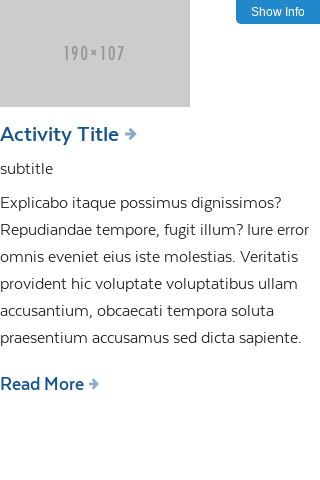 Show Info
190×107
Activity Title
subtitle
Explicabo itaque possimus dignissimos?
Repudiandae tempore, fugit illum? Iure error
omnis eveniet eius iste molestias. Veritatis
provident hic voluptate voluptatibus ullam
accusantium, obcaecati tempora soluta
praesentium accusamus sed dicta sapiente.
Read More